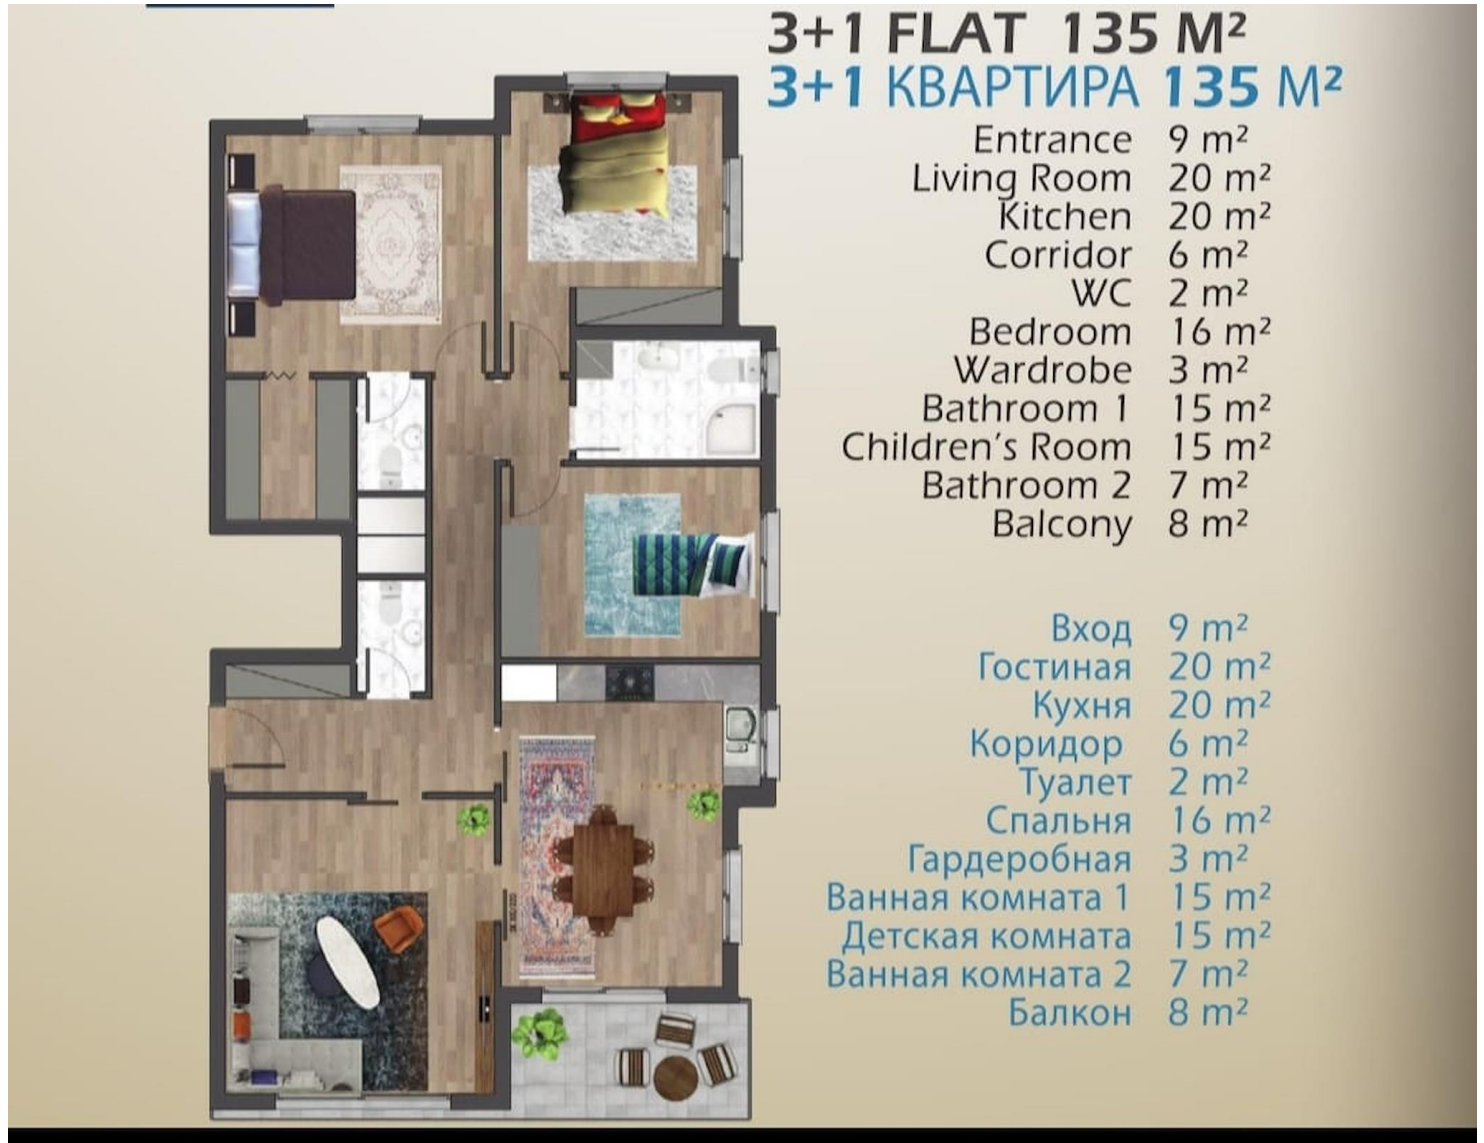 3+1 FLAT 135 M²
3+1 КВАРТИРА 135 М²
Entrance 9 m²
Living Room 20 m²
Kitchen 20 m²
Corridor 6 m²
WC 2 m²
Bedroom 16 m²
Wardrobe 3 m²
Bathroom 1 15 m²
Children's Room 15 m²
Bathroom 2 7 m²
Balcony 8 m²
Вход 9 m²
Гостиная 20 m²
Кухня 20 m²
Коридор 6 m²
Туалет 2 m²
Спальня 16 m²
Гардеробная 3 m²
Ванная комната 1 15 m²
Детская комната 15 m²
Ванная комната 2 7 m²
Балкон 8 m²